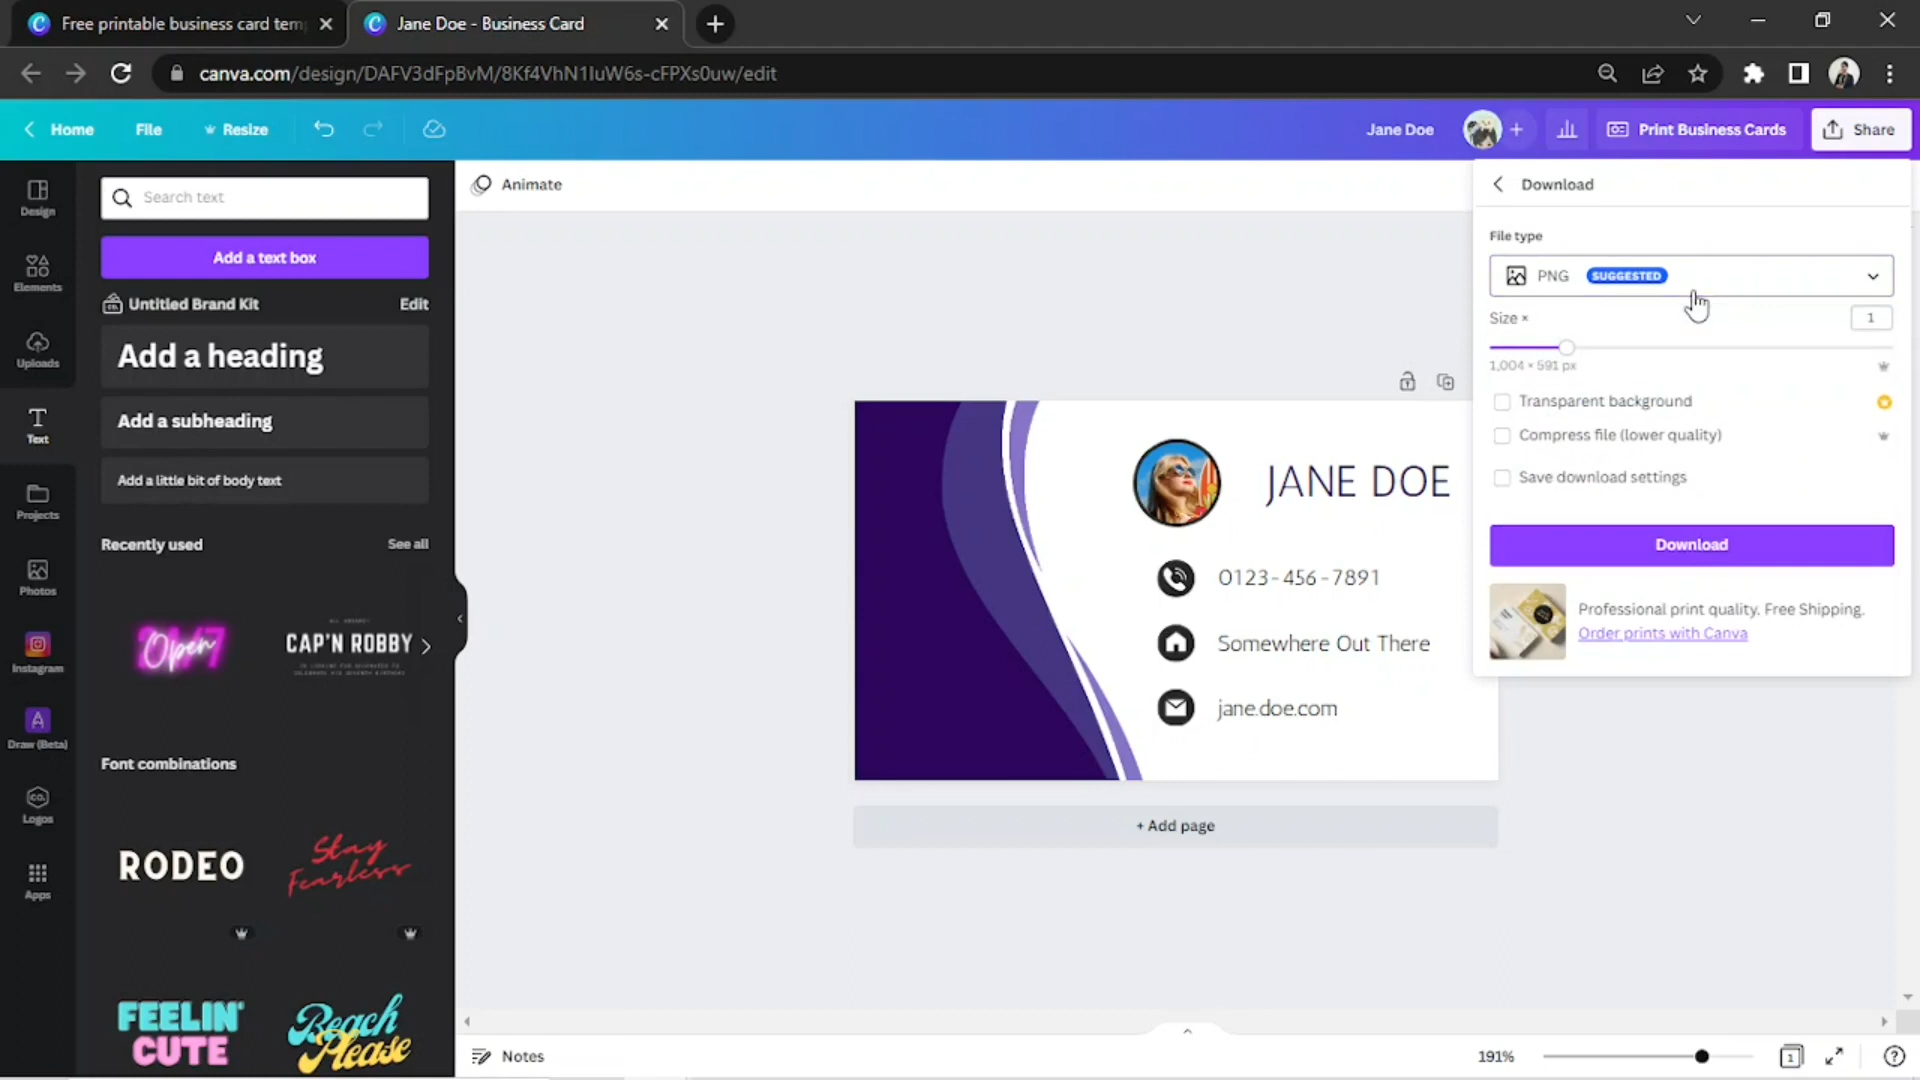 Free printable business card tem
Jane Doe - Business Card
canva.com/design/DAFV3dFpBvM/8Kf4VhN1IuW6s-cFPXs0uw/edit
Home
File
Resize
Jane Doe
Print Business Cards
Share
Design
Elements
Uploads
Text
Projects
Photos
Instagram
Draw (Beta)
CO.
Logos
Apps
Search text
Add a text box
Untitled Brand Kit
Edit
Add a heading
Add a subheading
Add a little bit of body text
Recently used
See all
Open
24/7
CAP'N ROBBY
Font combinations
RODEO
Stay
Fearless
FEELIN'
CUTE
Beach
Please
Animate
JANE DOE
0123-456-7891
Somewhere Out There
jane.doe.com
+ Add page
Download
File type
PNG
SUGGESTED
Size ×
1
1,004 × 591 px
Transparent background
Compress file (lower quality)
Save download settings
Download
Professional print quality. Free Shipping.
Order prints with Canva
Notes
191%
1